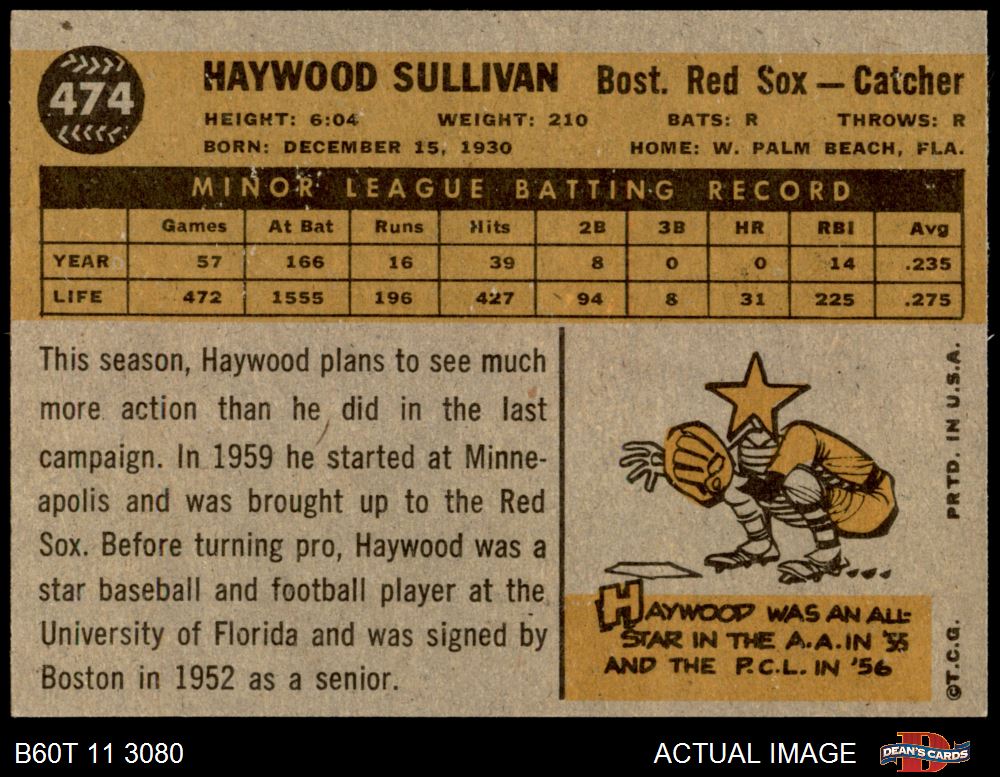 474
HAYWOOD SULLIVAN Bost. Red Sox — Catcher
HEIGHT: 6:04 WEIGHT: 210 BATS: R THROWS: R
BORN: DECEMBER 15, 1930 HOME: W. PALM BEACH, FLA.
MINOR LEAGUE BATTING RECORD
Games At Bat Runs Hits 2B 3B HR RBI Avg
YEAR 57 166 16 39 8 0 0 14 .235
LIFE 472 1555 196 427 94 8 31 225 .275
This season, Haywood plans to see much
more action than he did in the last
campaign. In 1959 he started at Minne-
apolis and was brought up to the Red
Sox. Before turning pro, Haywood was a
star baseball and football player at the
University of Florida and was signed by
Boston in 1952 as a senior.
HAYWOOD WAS AN ALL-
STAR IN THE A.A. IN '55
AND THE P.C.L. IN '56
©T.C.G. PRTD. IN U.S.A.
B60T 11 3080 ACTUAL IMAGE
D
DEAN'S CARDS